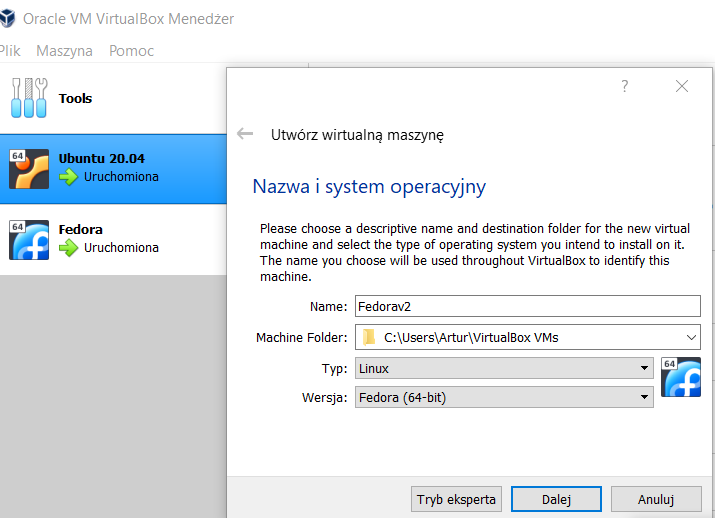 Oracle VM VirtualBox Menedżer
Plik Maszyna Pomoc
Tools
64
Ubuntu 20.04
Uruchomiona
64
Fedora
Uruchomiona
?
Utwórz wirtualną maszynę
Nazwa i system operacyjny
Please choose a descriptive name and destination folder for the new virtual
machine and select the type of operating system you intend to install on it.
The name you choose will be used throughout VirtualBox to identify this
machine.
Name: Fedorav2
Machine Folder: C:\Users\Artur\VirtualBox VMs
Typ: Linux
64
Wersja: Fedora (64-bit)
Tryb eksperta Dalej Anuluj